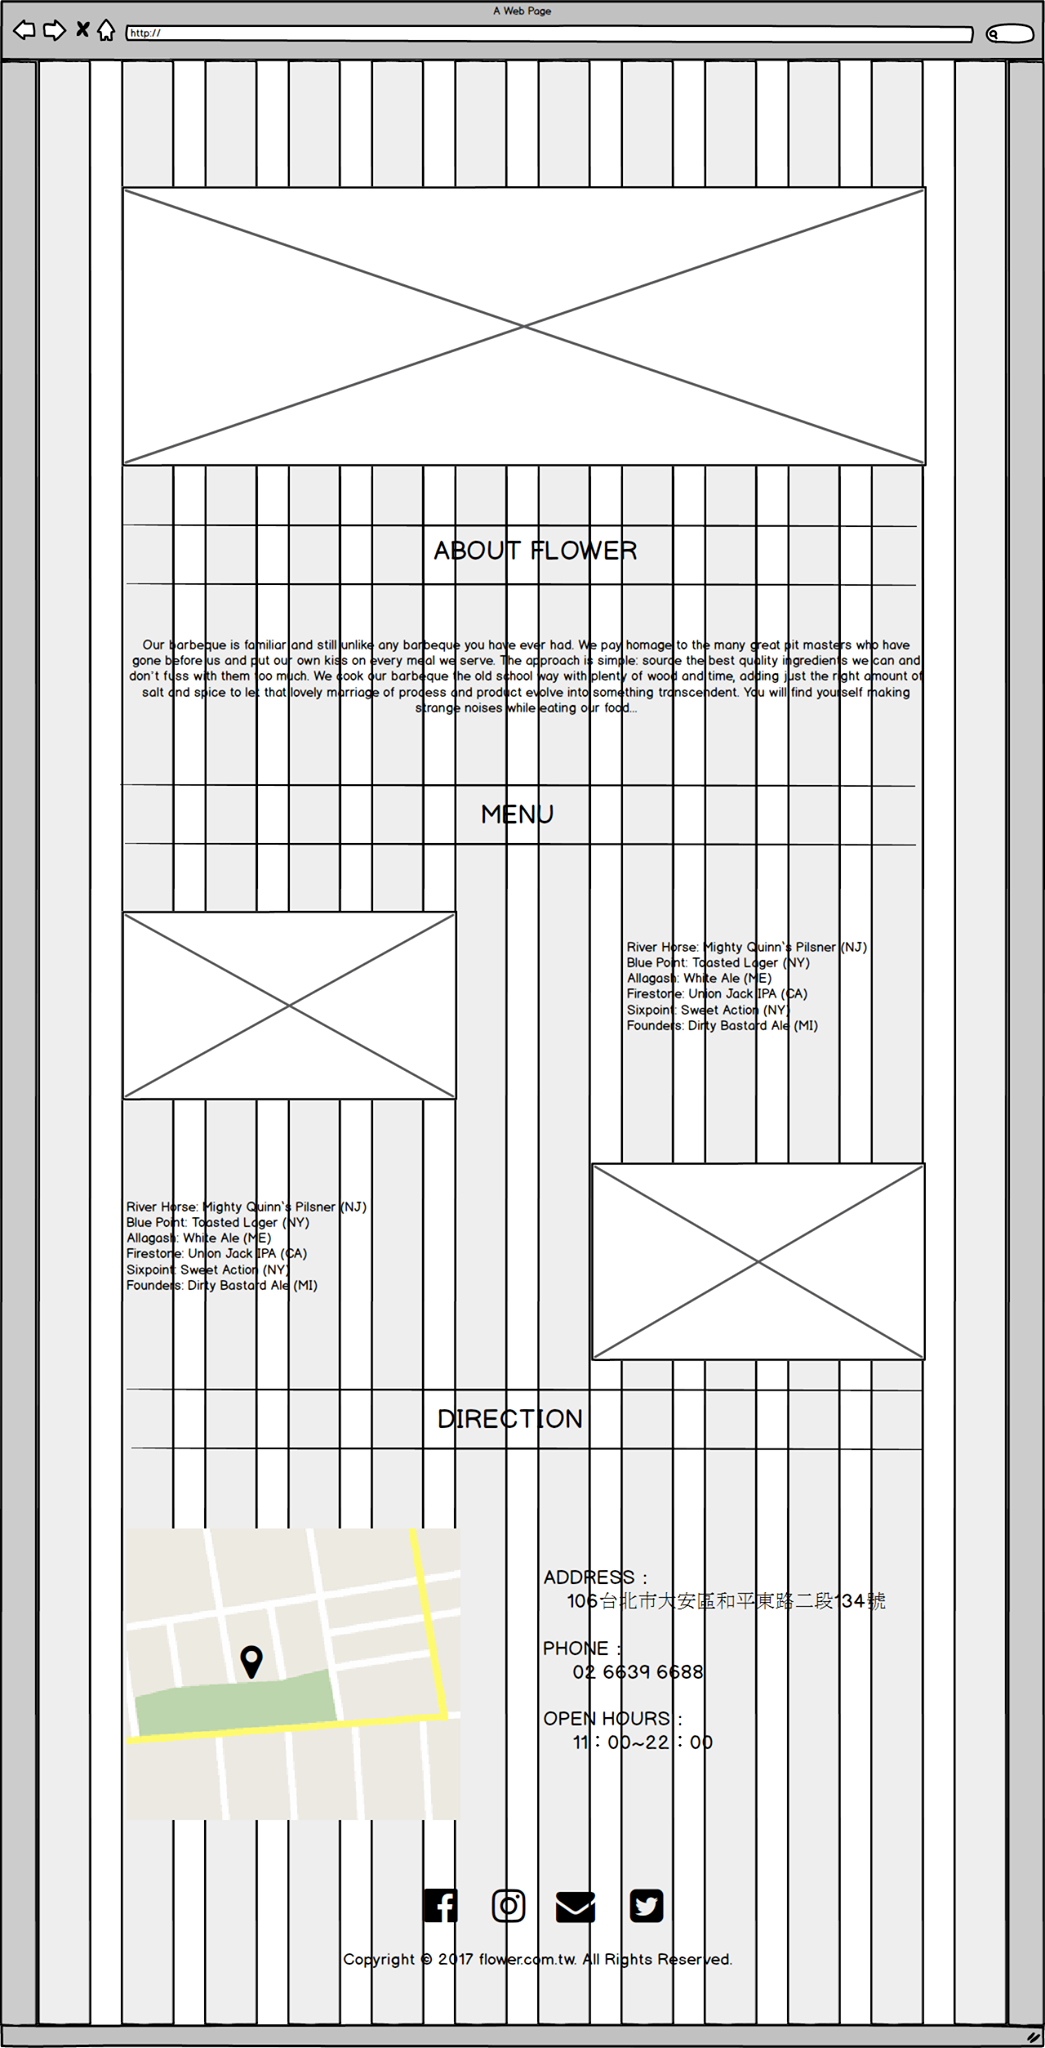 A Web Page
http://
ABOUT FLOWER
Our barbeque is familiar and still unlike any barbeque you have ever had. We pay homage to the many great pit masters who have
gone before us and put our own kiss on every meal we serve. The approach is simple: source the best quality ingredients we can and
don't fuss with them too much. We cook our barbeque the old school way with plenty of wood and time, adding just the right amount of
salt and spice to let that lovely marriage of process and product evolve into something transcendent. You will find yourself making
strange noises while eating our food...
MENU
River Horse: Mighty Quinn`s Pilsner (NJ)
Blue Point: Toasted Lager (NY)
Allagash: White Ale (ME)
Firestone: Union Jack IPA (CA)
Sixpoint: Sweet Action (NY)
Founders: Dirty Bastard Ale (MI)
River Horse: Mighty Quinn`s Pilsner (NJ)
Blue Point: Toasted Lager (NY)
Allagash: White Ale (ME)
Firestone: Union Jack IPA (CA)
Sixpoint: Sweet Action (NY)
Founders: Dirty Bastard Ale (MI)
DIRECTION
ADDRESS：
106台北市大安區和平東路二段134號
PHONE：
02 6639 6688
OPEN HOURS：
11：00~22：00
Copyright © 2017 flower.com.tw. All Rights Reserved.